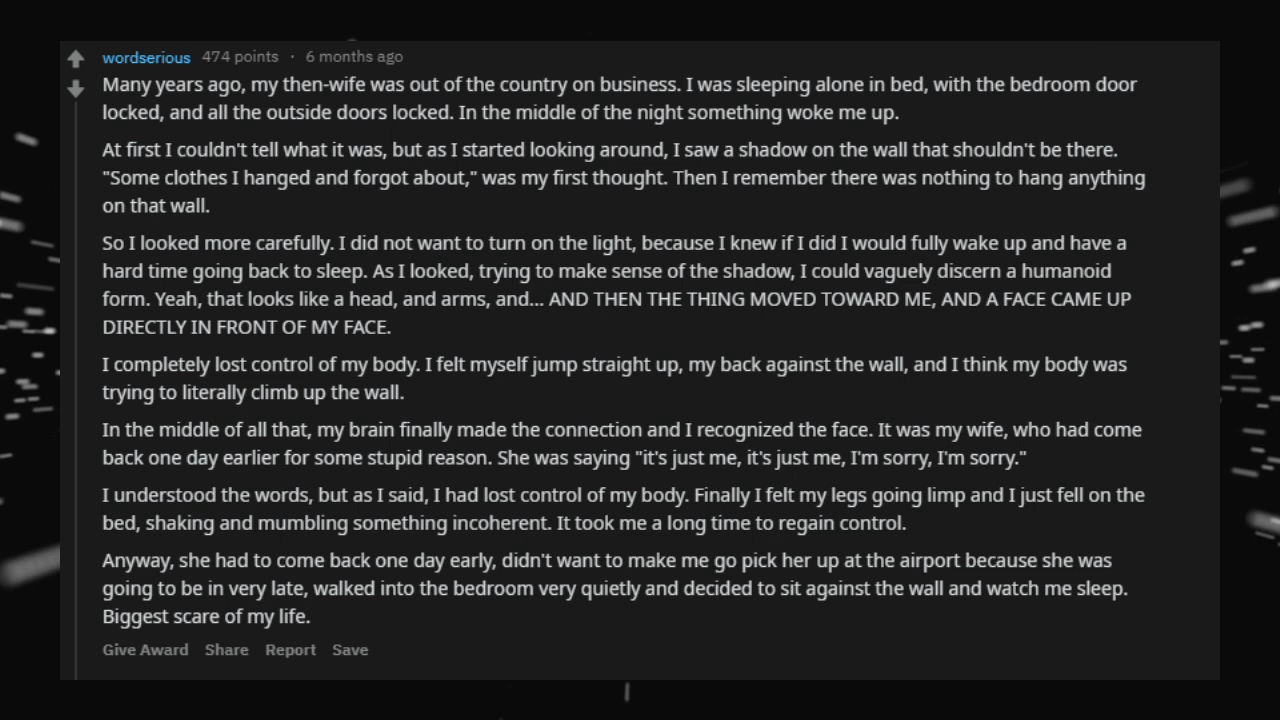 wordserious 474 points · 6 months ago
Many years ago, my then-wife was out of the country on business. I was sleeping alone in bed, with the bedroom door
locked, and all the outside doors locked. In the middle of the night something woke me up.
At first I couldn't tell what it was, but as I started looking around, I saw a shadow on the wall that shouldn't be there.
"Some clothes I hanged and forgot about," was my first thought. Then I remember there was nothing to hang anything
on that wall.
So I looked more carefully. I did not want to turn on the light, because I knew if I did I would fully wake up and have a
hard time going back to sleep. As I looked, trying to make sense of the shadow, I could vaguely discern a humanoid
form. Yeah, that looks like a head, and arms, and... AND THEN THE THING MOVED TOWARD ME, AND A FACE CAME UP
DIRECTLY IN FRONT OF MY FACE.
I completely lost control of my body. I felt myself jump straight up, my back against the wall, and I think my body was
trying to literally climb up the wall.
In the middle of all that, my brain finally made the connection and I recognized the face. It was my wife, who had come
back one day earlier for some stupid reason. She was saying "it's just me, it's just me, I'm sorry, I'm sorry."
I understood the words, but as I said, I had lost control of my body. Finally I felt my legs going limp and I just fell on the
bed, shaking and mumbling something incoherent. It took me a long time to regain control.
Anyway, she had to come back one day early, didn't want to make me go pick her up at the airport because she was
going to be in very late, walked into the bedroom very quietly and decided to sit against the wall and watch me sleep.
Biggest scare of my life.
Give Award Share Report Save